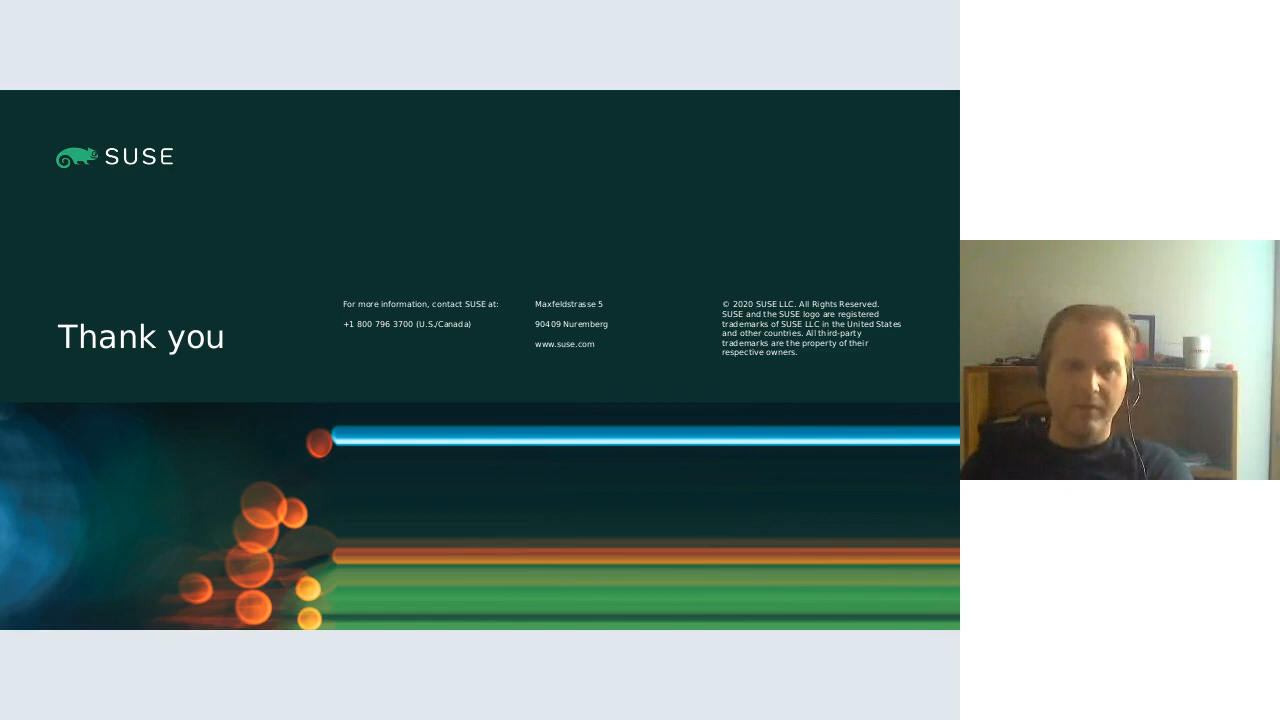 SUSE
Thank you
For more information, contact SUSE at:
+1 800 796 3700 (U.S./Canada)
Maxfeldstrasse 5
90409 Nuremberg
www.suse.com
© 2020 SUSE LLC. All Rights Reserved.
SUSE and the SUSE logo are registered
trademarks of SUSE LLC in the United States
and other countries. All third-party
trademarks are the property of their
respective owners.